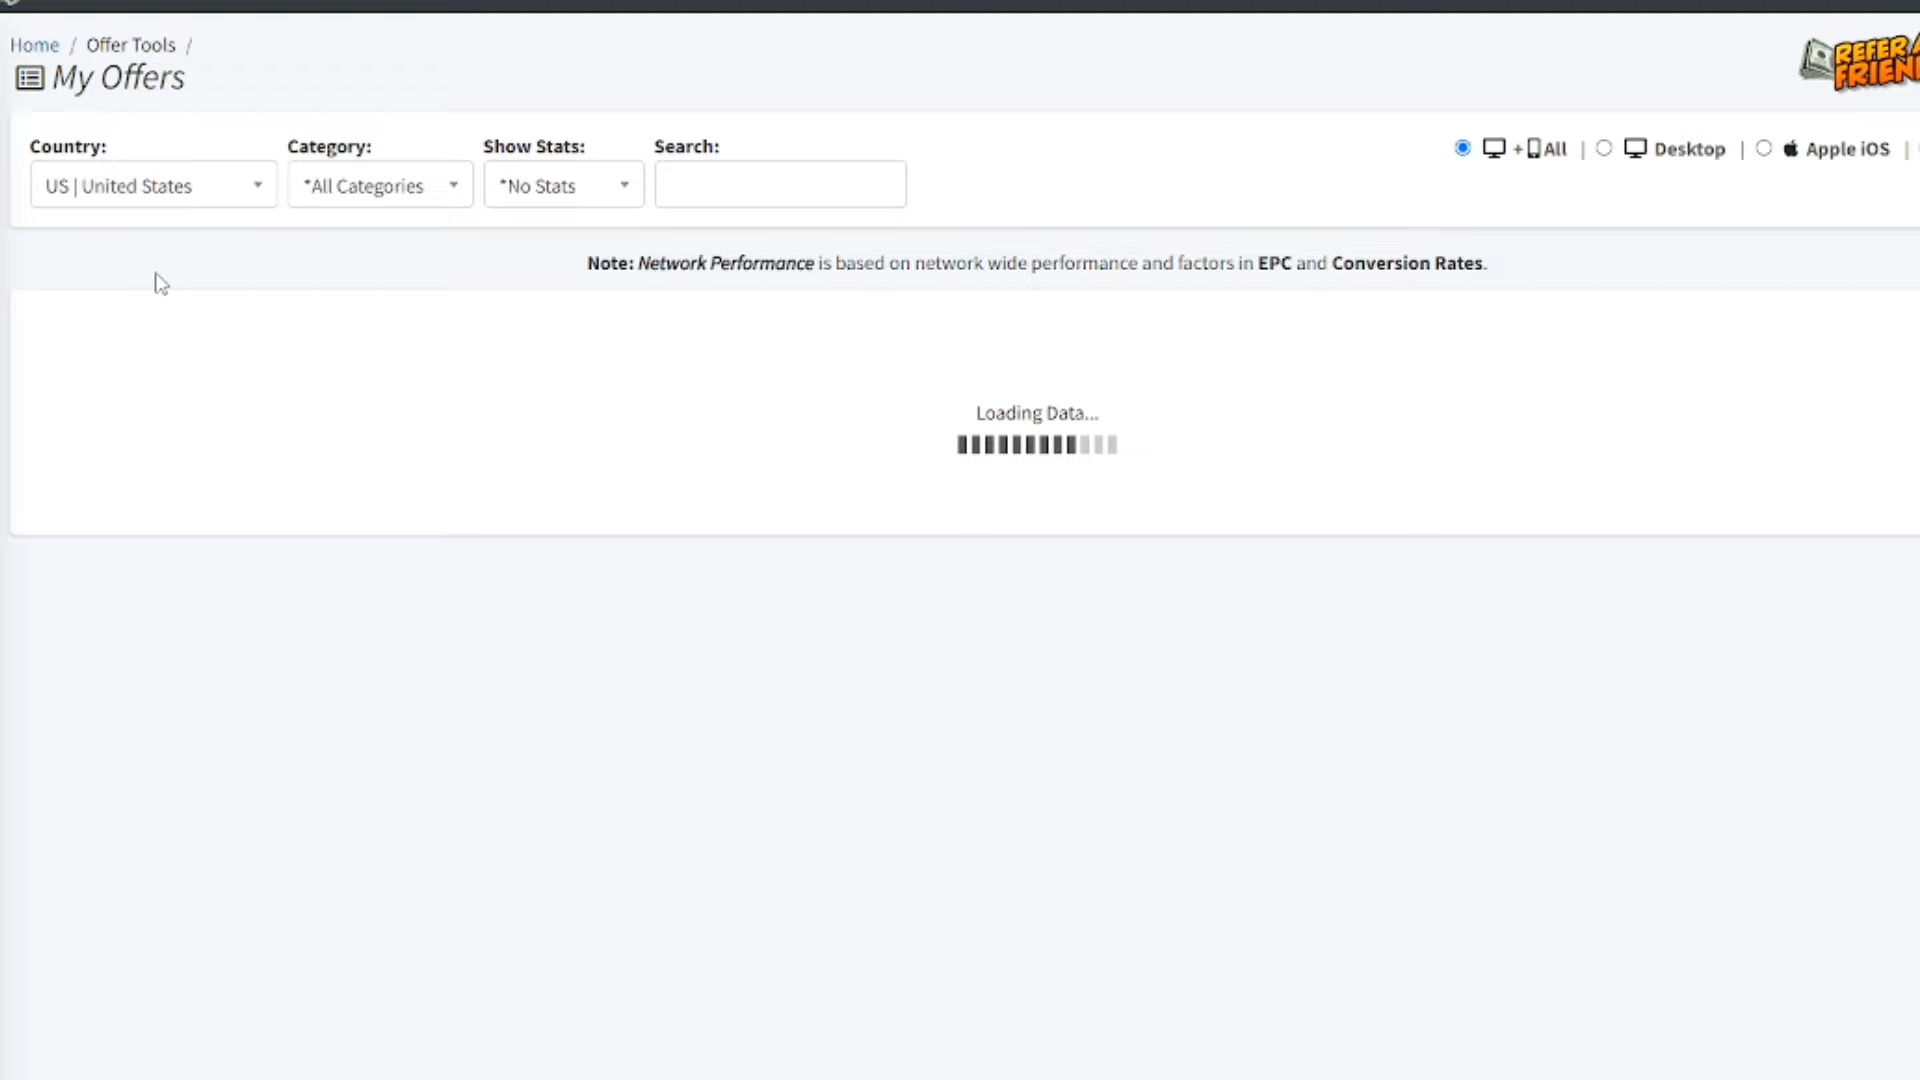 Home / Offer Tools /
My Offers
REFER A
FRIEN
Country: Category: Show Stats: Search:
US | United States *All Categories *No Stats
+ All | Desktop | Apple iOS |
Note: Network Performance is based on network wide performance and factors in EPC and Conversion Rates.
Loading Data...